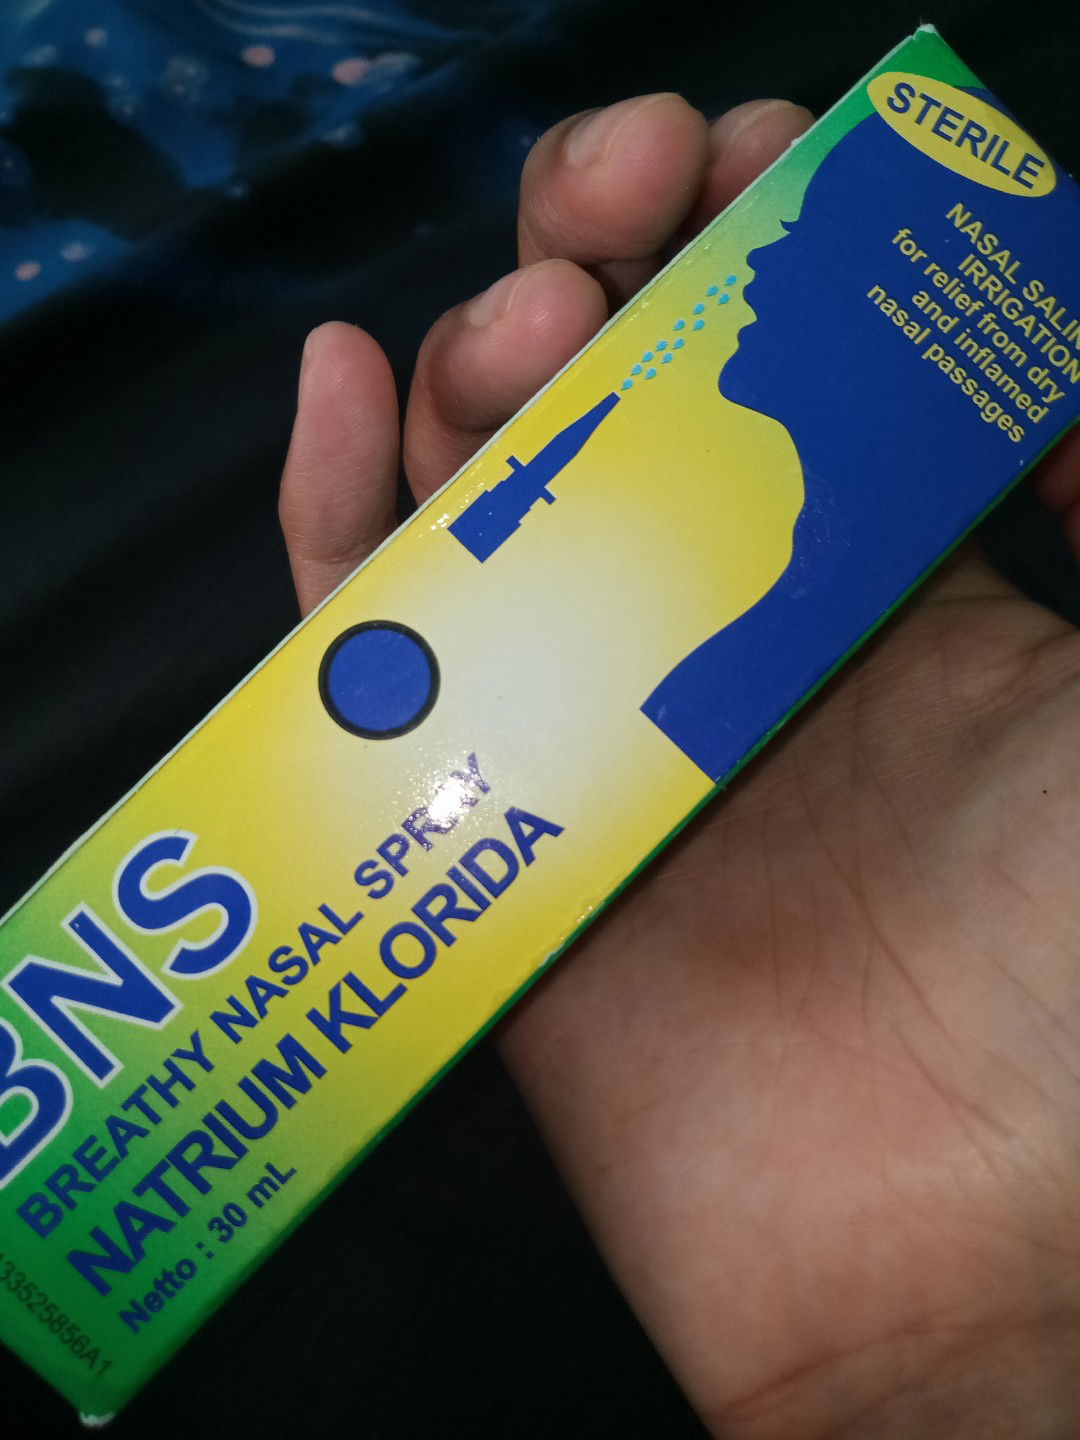 STERILE
NASAL SALIN
IRRIGATION
for relief from dry
and inflamed
nasal passages
BNS
BREATHY NASAL SPRAY
NATRIUM KLORIDA
Netto : 30 mL
33525856A1